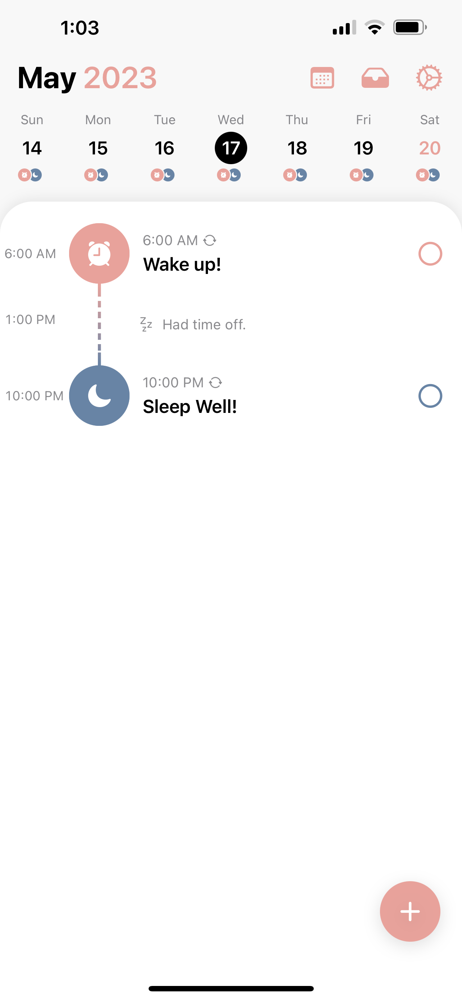 1:03
May 2023
Sun Mon Tue Wed Thu Fri Sat
14 15 16 17 18 19 20
6:00 AM
6:00 AM
Wake up!
1:00 PM
zzz Had time off.
10:00 PM
10:00 PM
Sleep Well!